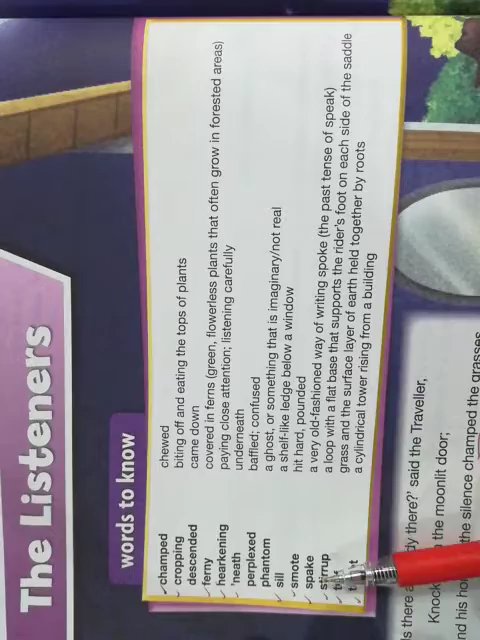 The Listeners
words to know
champed chewed
cropping biting off and eating the tops of plants
descended came down
ferny covered in ferns (green, flowerless plants that often grow in forested areas)
hearkening paying close attention; listening carefully
'neath underneath
perplexed baffled; confused
phantom a ghost, or something that is imaginary/not real
sill a shelf-like ledge below a window
smote hit hard, pounded
spake a very old-fashioned way of writing spoke (the past tense of speak)
stirrup a loop with a flat base that supports the rider's foot on each side of the saddle
grass and the surface layer of earth held together by roots
a cylindrical tower rising from a building
there there?' said the Traveller,
the moonlit door;
his the silence champed the grasses